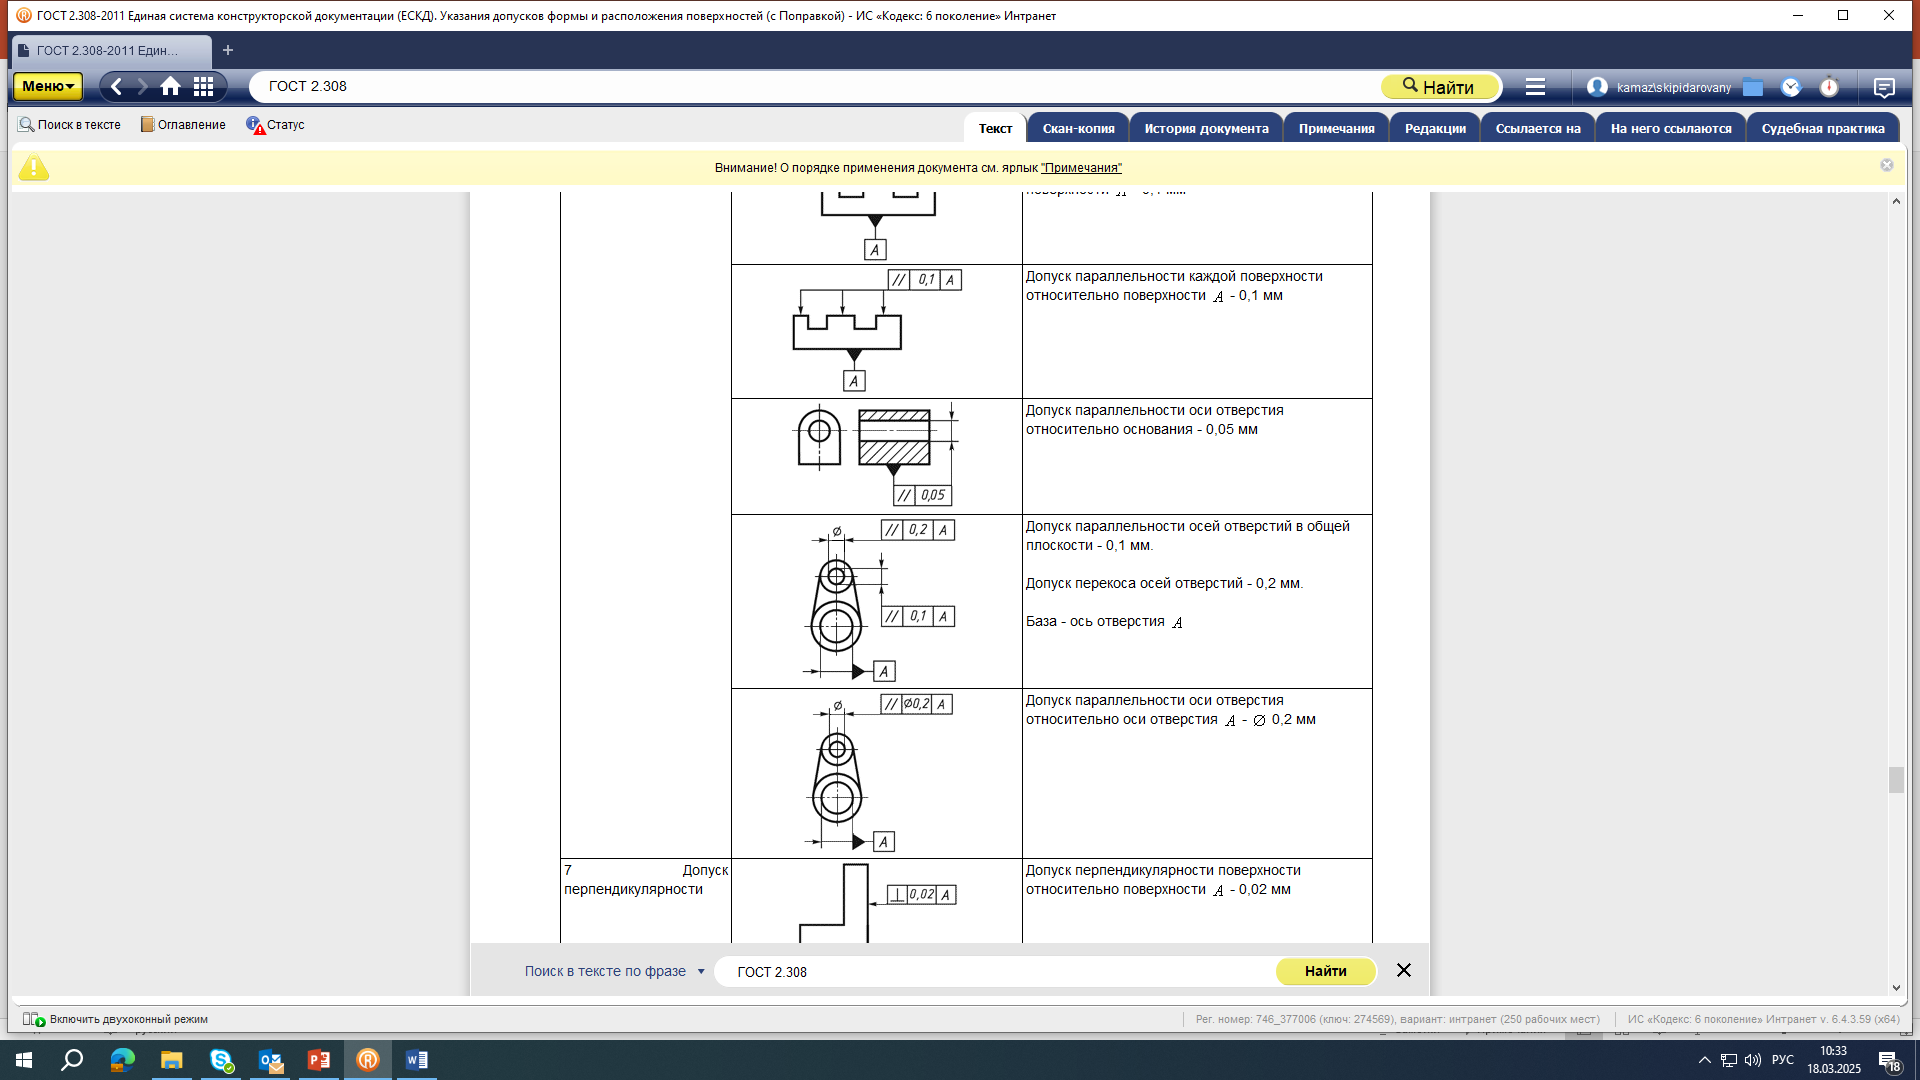 ГОСТ 2.308-2011 Единая система конструкторской документации (ЕСКД). Указания допусков формы и расположения поверхностей (с Поправкой) - ИС «Кодекс: 6 поколение» Интранет
ГОСТ 2.308-2011 Един...
Меню
ГОСТ 2.308
Найти
kamaz\skipidarovany
Поиск в тексте
Оглавление
Статус
Текст
Скан-копия
История документа
Примечания
Редакции
Ссылается на
На него ссылаются
Судебная практика
Внимание! О порядке применения документа см. ярлык "Примечания"
A
// 0,1 A
Допуск параллельности каждой поверхности
относительно поверхности A - 0,1 мм
A
Допуск параллельности оси отверстия
относительно основания - 0,05 мм
// 0,05
⌀ // 0,2 A
Допуск параллельности осей отверстий в общей
плоскости - 0,1 мм.
Допуск перекоса осей отверстий - 0,2 мм.
// 0,1 A
База - ось отверстия A
A
⌀ // ⌀0,2 A
Допуск параллельности оси отверстия
относительно оси отверстия A - ⌀ 0,2 мм
A
7 Допуск
перпендикулярности
⊥ 0,02 A
Допуск перпендикулярности поверхности
относительно поверхности A - 0,02 мм
Поиск в тексте по фразе
ГОСТ 2.308
Найти
Включить двухоконный режим
Рег. номер: 746_377006 (ключ: 274569), вариант: интранет (250 рабочих мест)
ИС «Кодекс: 6 поколение» Интранет v. 6.4.3.59 (x64)
РУС
10:33
18.03.2025
18